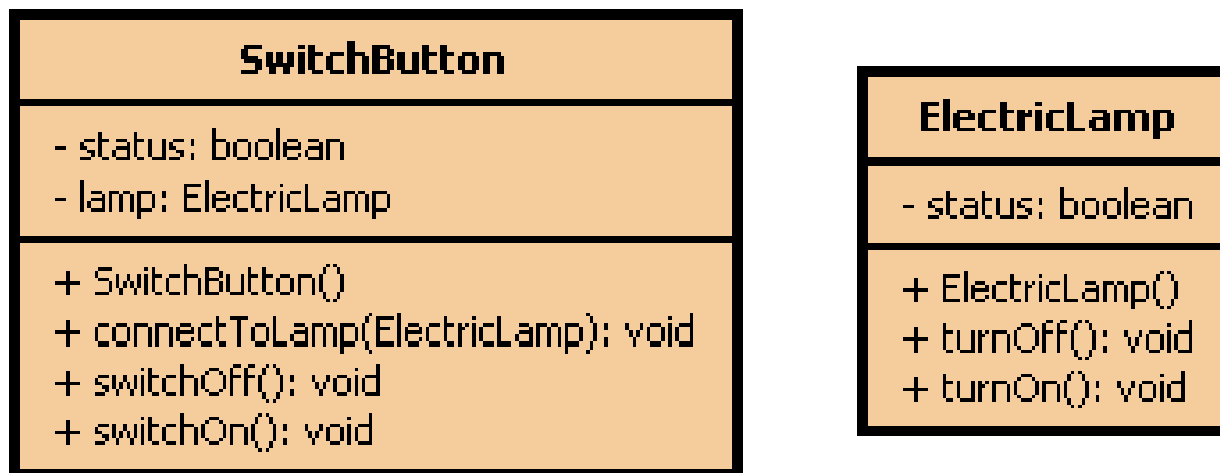 SwitchButton
- status: boolean
- lamp: ElectricLamp
+ SwitchButton()
+ connectToLamp(ElectricLamp): void
+ switchOff(): void
+ switchOn(): void
ElectricLamp
- status: boolean
+ ElectricLamp()
+ turnOff(): void
+ turnOn(): void